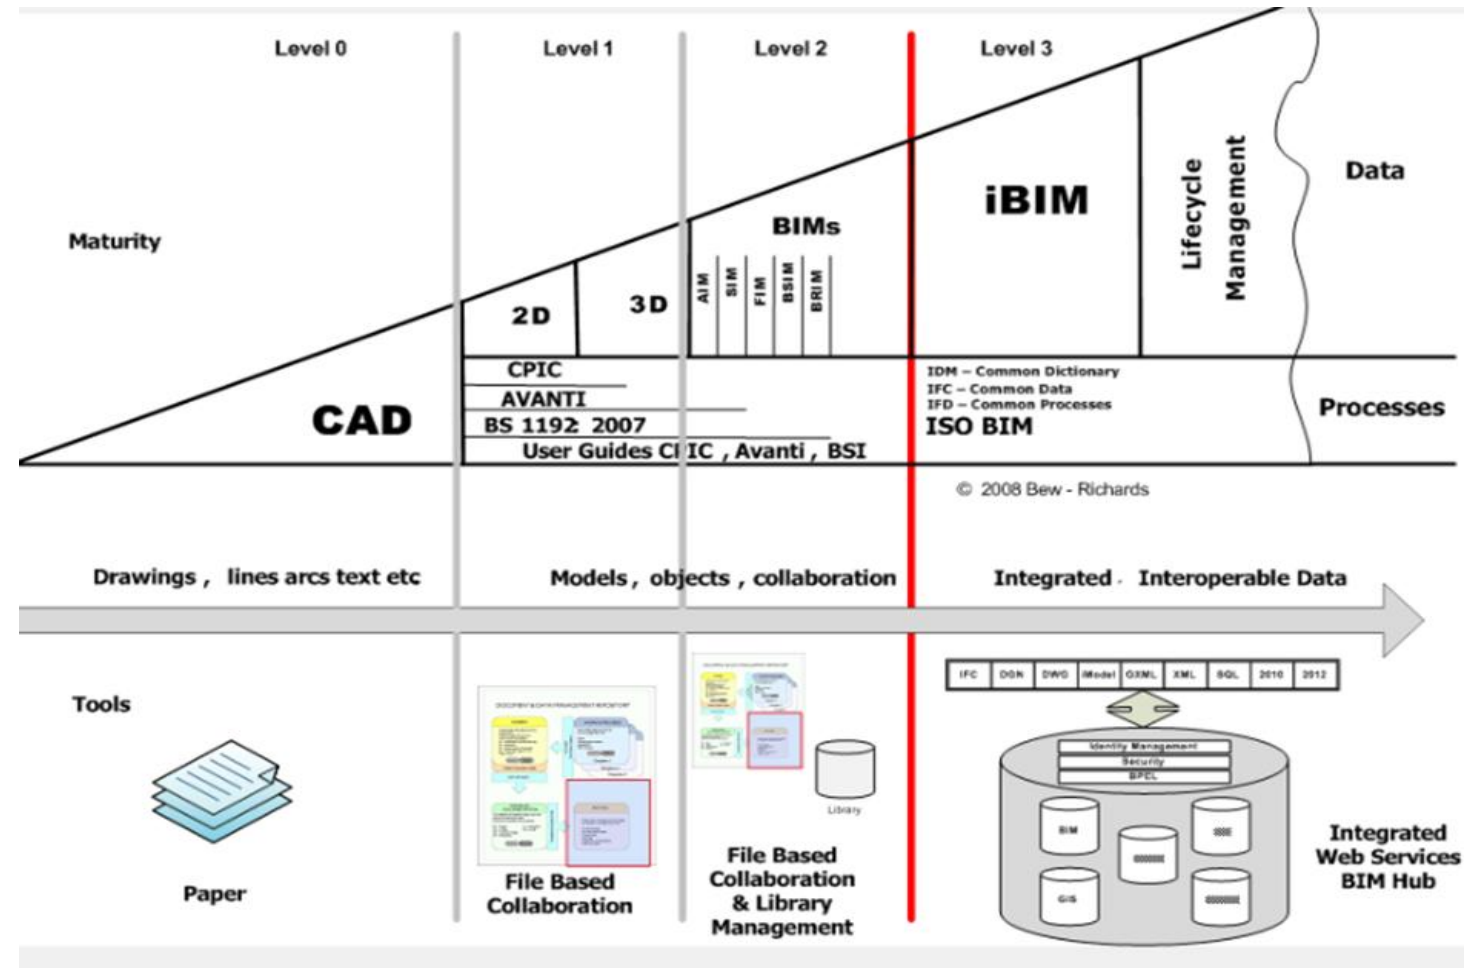 Level 0
Level 1
Level 2
Level 3
Maturity
CAD
2D
3D
BIMs
AIM
SIM
FIM
BSIM
BRIM
iBIM
Lifecycle
Management
Data
CPIC
AVANTI
BS 1192 2007
User Guides CPIC , Avanti , BSI
IDM – Common Dictionary
IFC – Common Data
IFD – Common Processes
ISO BIM
Processes
© 2008 Bew - Richards
Drawings , lines arcs text etc
Models , objects , collaboration
Integrated . Interoperable Data
Tools
Paper
DOCUMENT & DATA MANAGEMENT REPOSITORY
File Based
Collaboration
Library
File Based
Collaboration
& Library
Management
IFC
DGN
DWG
iModel
GXML
XML
SQL
2010
2012
Identity Management
Security
BPEL
BIM
GIS
Integrated
Web Services
BIM Hub